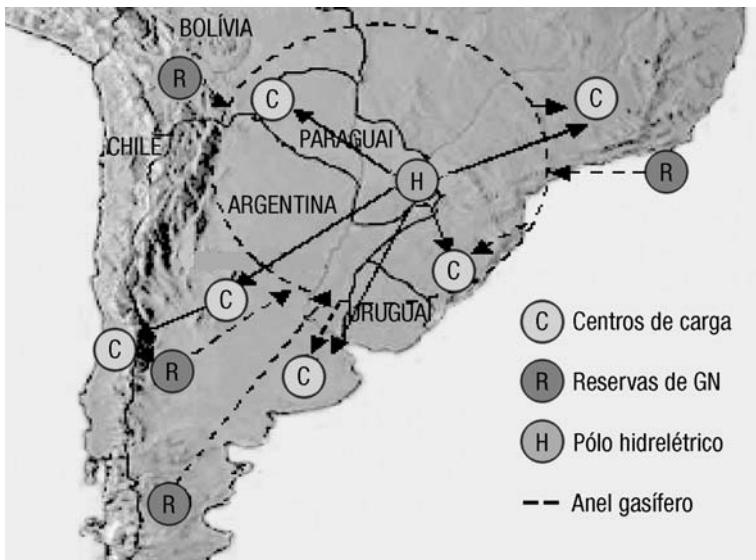 BOLÍVIA
R
C
C
CHILE
PARAGUAI
H
R
ARGENTINA
C
C
URUGUAI
C
R
C
R
C Centros de carga
R Reservas de GN
H Pólo hidrelétrico
Anel gasífero